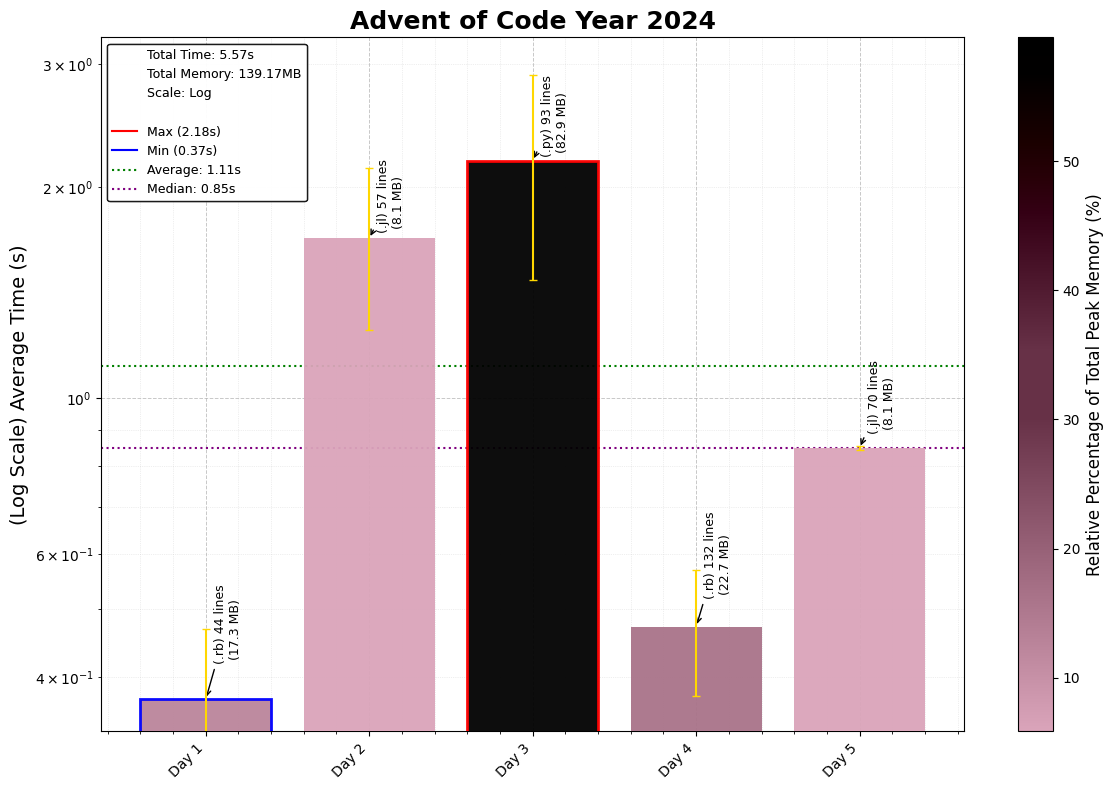 Advent of Code Year 2024
Total Time: 5.57s
Total Memory: 139.17MB
Scale: Log
Max (2.18s)
Min (0.37s)
Average: 1.11s
Median: 0.85s
(Log Scale) Average Time (s)
3 × 10⁰
2 × 10⁰
10⁰
6 × 10⁻¹
4 × 10⁻¹
(.rb) 44 lines
(17.3 MB)
(.jl) 57 lines
(8.1 MB)
(.py) 93 lines
(82.9 MB)
(.rb) 132 lines
(22.7 MB)
(.jl) 70 lines
(8.1 MB)
Day 1
Day 2
Day 3
Day 4
Day 5
50
40
30
20
10
Relative Percentage of Total Peak Memory (%)